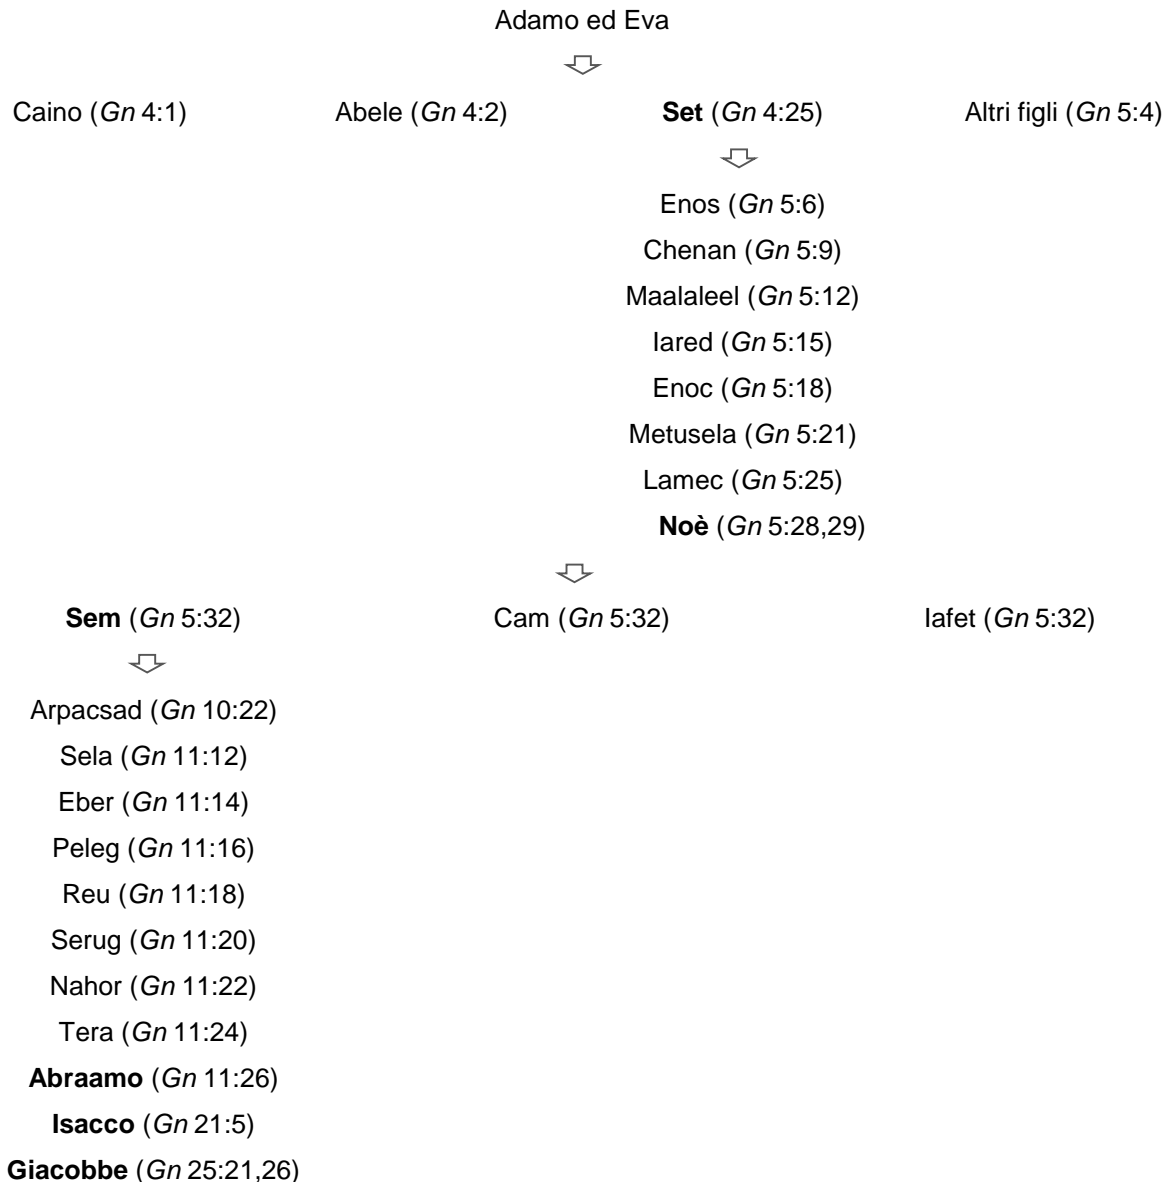 Adamo ed Eva
Caino (Gn 4:1) Abele (Gn 4:2) Set (Gn 4:25) Altri figli (Gn 5:4)
Enos (Gn 5:6)
Chenan (Gn 5:9)
Maalaleel (Gn 5:12)
Iared (Gn 5:15)
Enoc (Gn 5:18)
Metusela (Gn 5:21)
Lamec (Gn 5:25)
Noè (Gn 5:28,29)
Sem (Gn 5:32) Cam (Gn 5:32) Iafet (Gn 5:32)
Arpacsad (Gn 10:22)
Sela (Gn 11:12)
Eber (Gn 11:14)
Peleg (Gn 11:16)
Reu (Gn 11:18)
Serug (Gn 11:20)
Nahor (Gn 11:22)
Tera (Gn 11:24)
Abraamo (Gn 11:26)
Isacco (Gn 21:5)
Giacobbe (Gn 25:21,26)